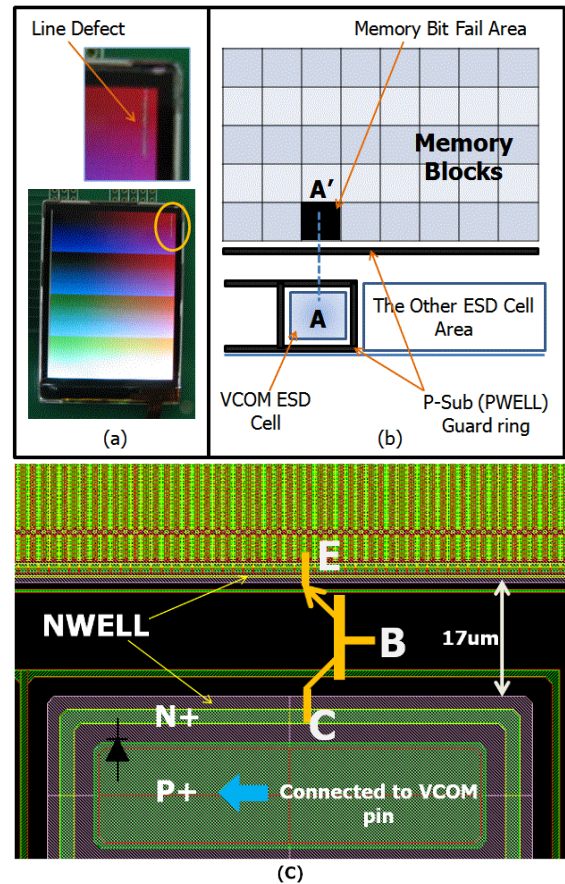 Line Defect
(a)
Memory Bit Fail Area
Memory
Blocks
A’
A
The Other ESD Cell
Area
VCOM ESD
Cell
P-Sub (PWELL)
Guard ring
(b)
E
NWELL
B
17um
N+
C
P+
Connected to VCOM
pin
(C)